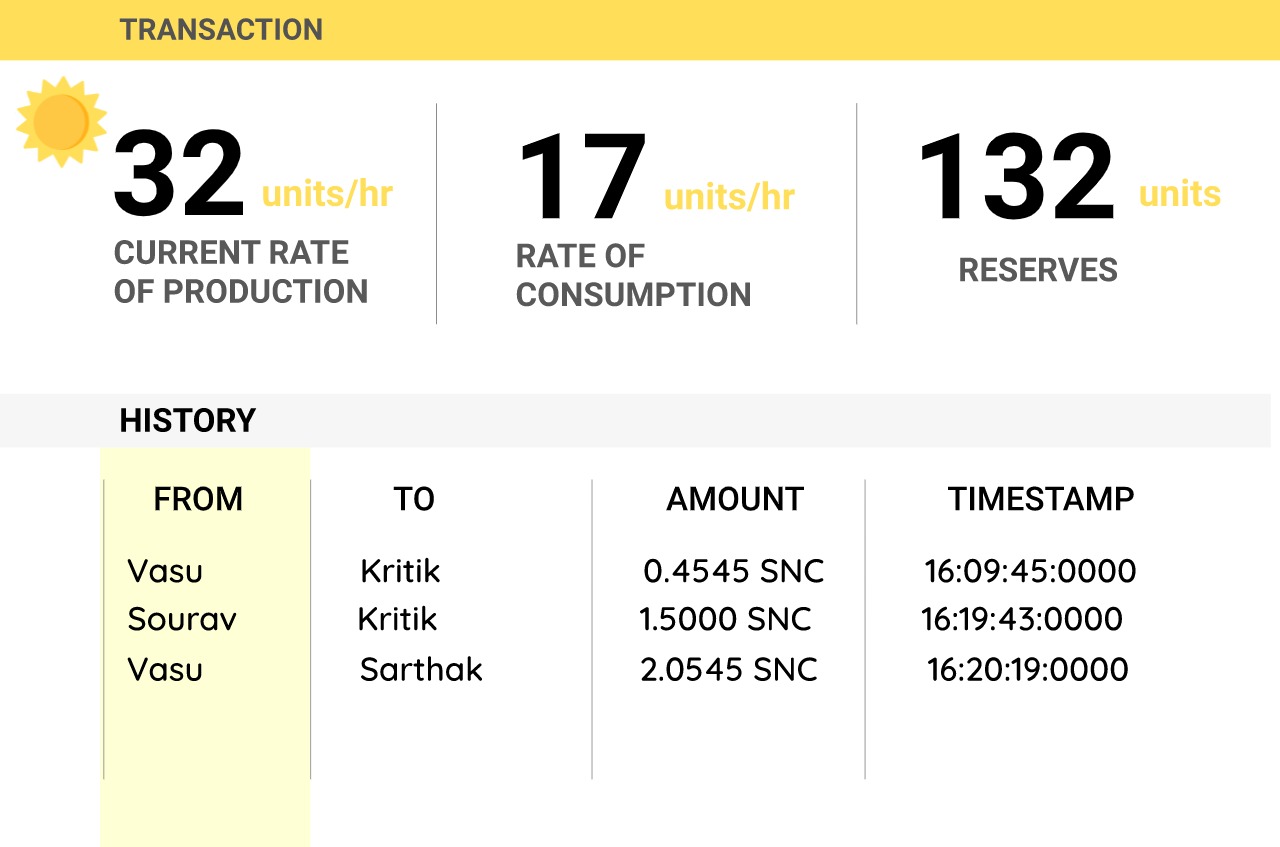 TRANSACTION
32 units/hr
CURRENT RATE
OF PRODUCTION
17 units/hr
RATE OF
CONSUMPTION
132 units
RESERVES
HISTORY
FROM TO AMOUNT TIMESTAMP
Vasu Kritik 0.4545 SNC 16:09:45:0000
Sourav Kritik 1.5000 SNC 16:19:43:0000
Vasu Sarthak 2.0545 SNC 16:20:19:0000